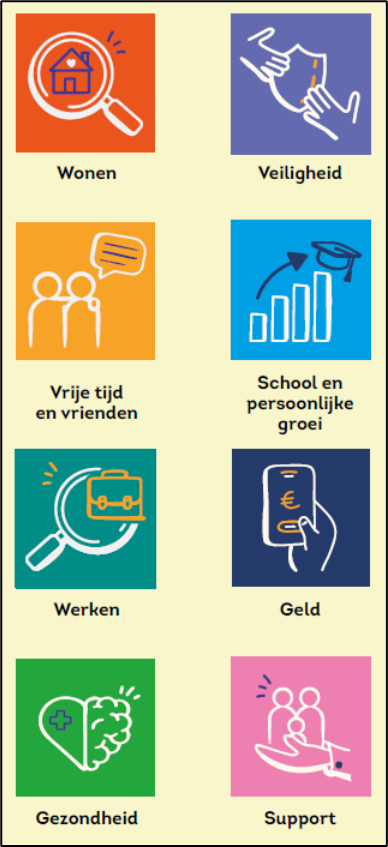 Wonen
Veiligheid
Vrije tijd
en vrienden
School en
persoonlijke
groei
Werken
€
Geld
Gezondheid
Support